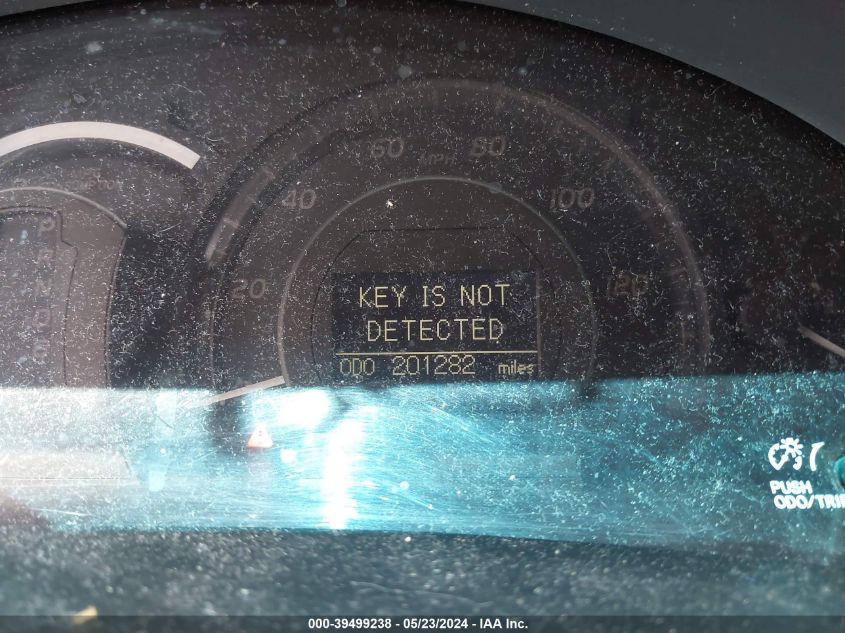 60 MPH 80
40 100
20 120
P
R
N
KEY IS NOT
DETECTED
ODO 201282 miles
PUSH
ODO/TRIP
000-39499238 - 05/23/2024 - IAA Inc.